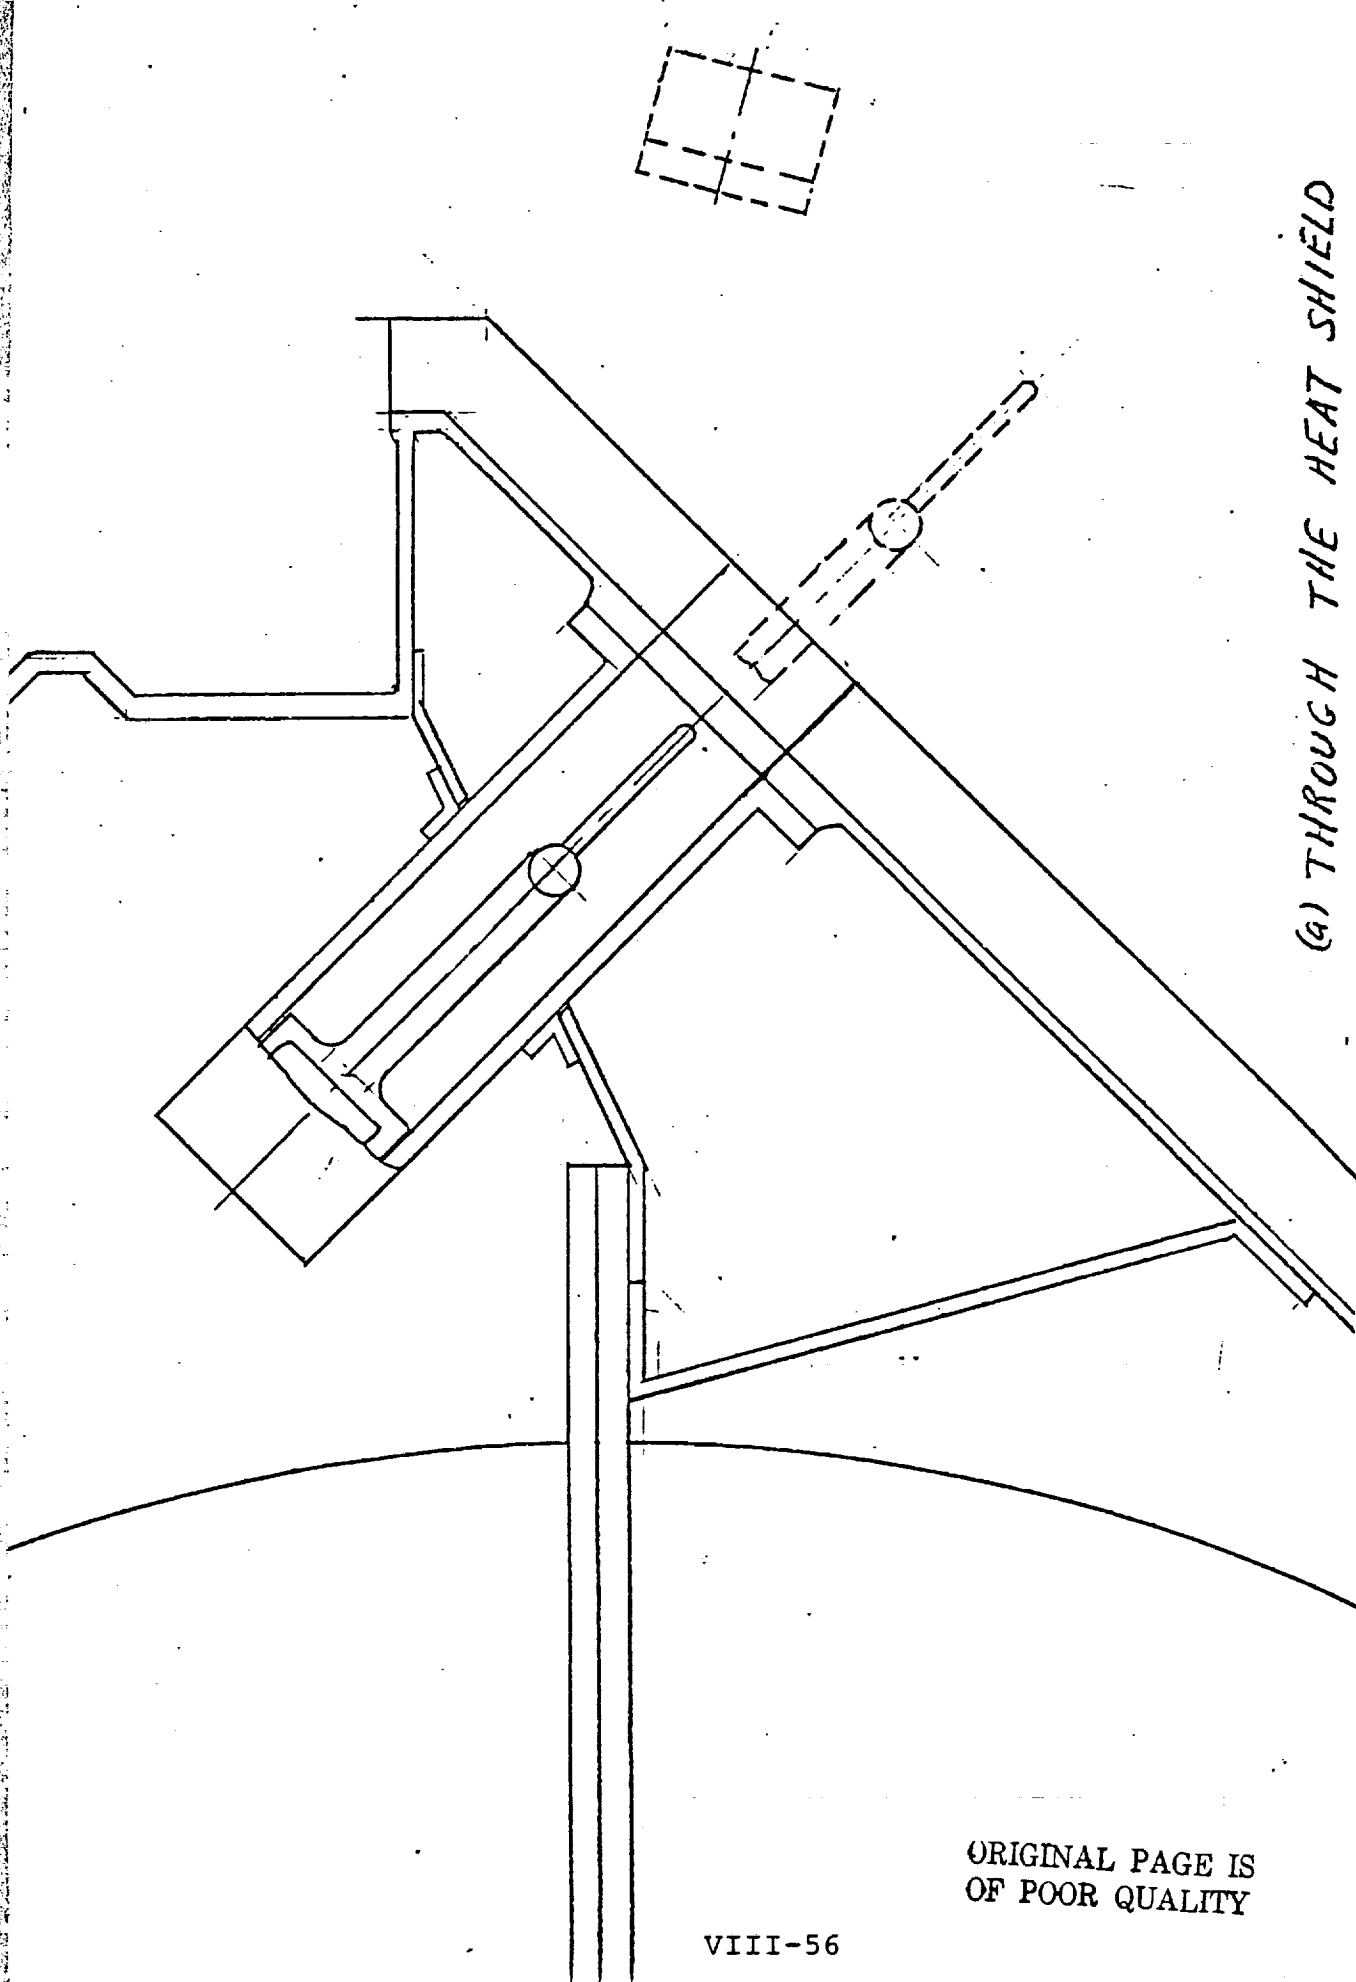 (a) THROUGH THE HEAT SHIELD
ORIGINAL PAGE IS
OF POOR QUALITY
VIII-56